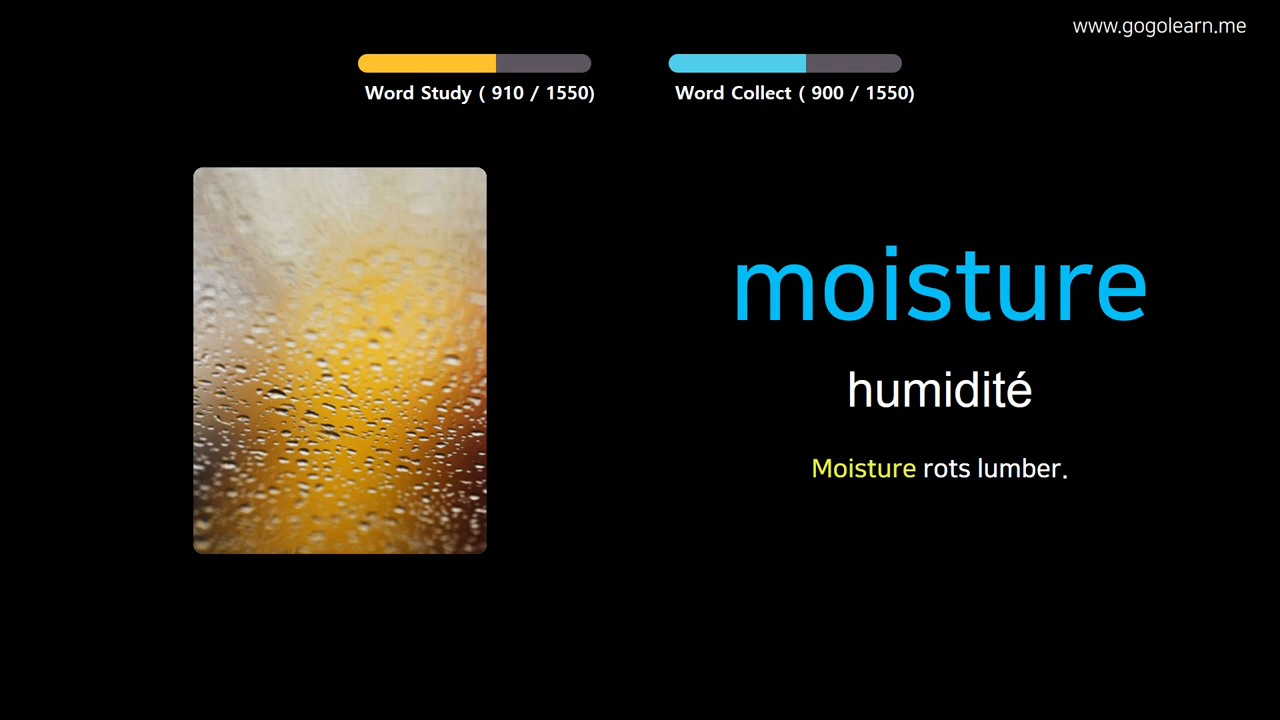 www.gogolearn.me
Word Study ( 910 / 1550)
Word Collect ( 900 / 1550)
moisture
humidité
Moisture rots lumber.